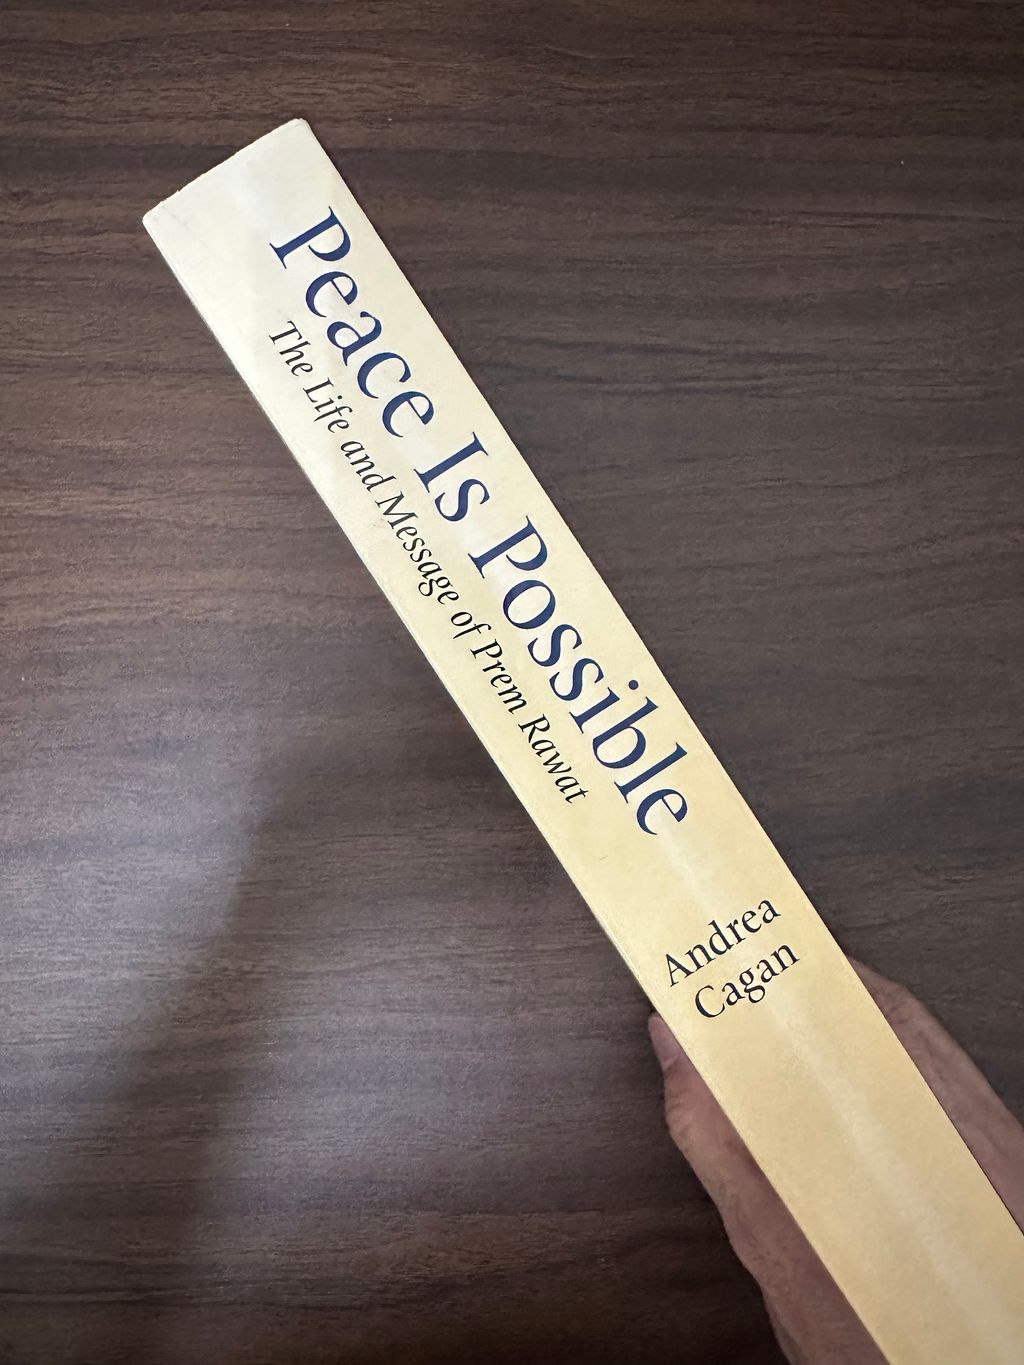 Peace Is Possible
The Life and Message of Prem Rawat
Andrea
Cagan